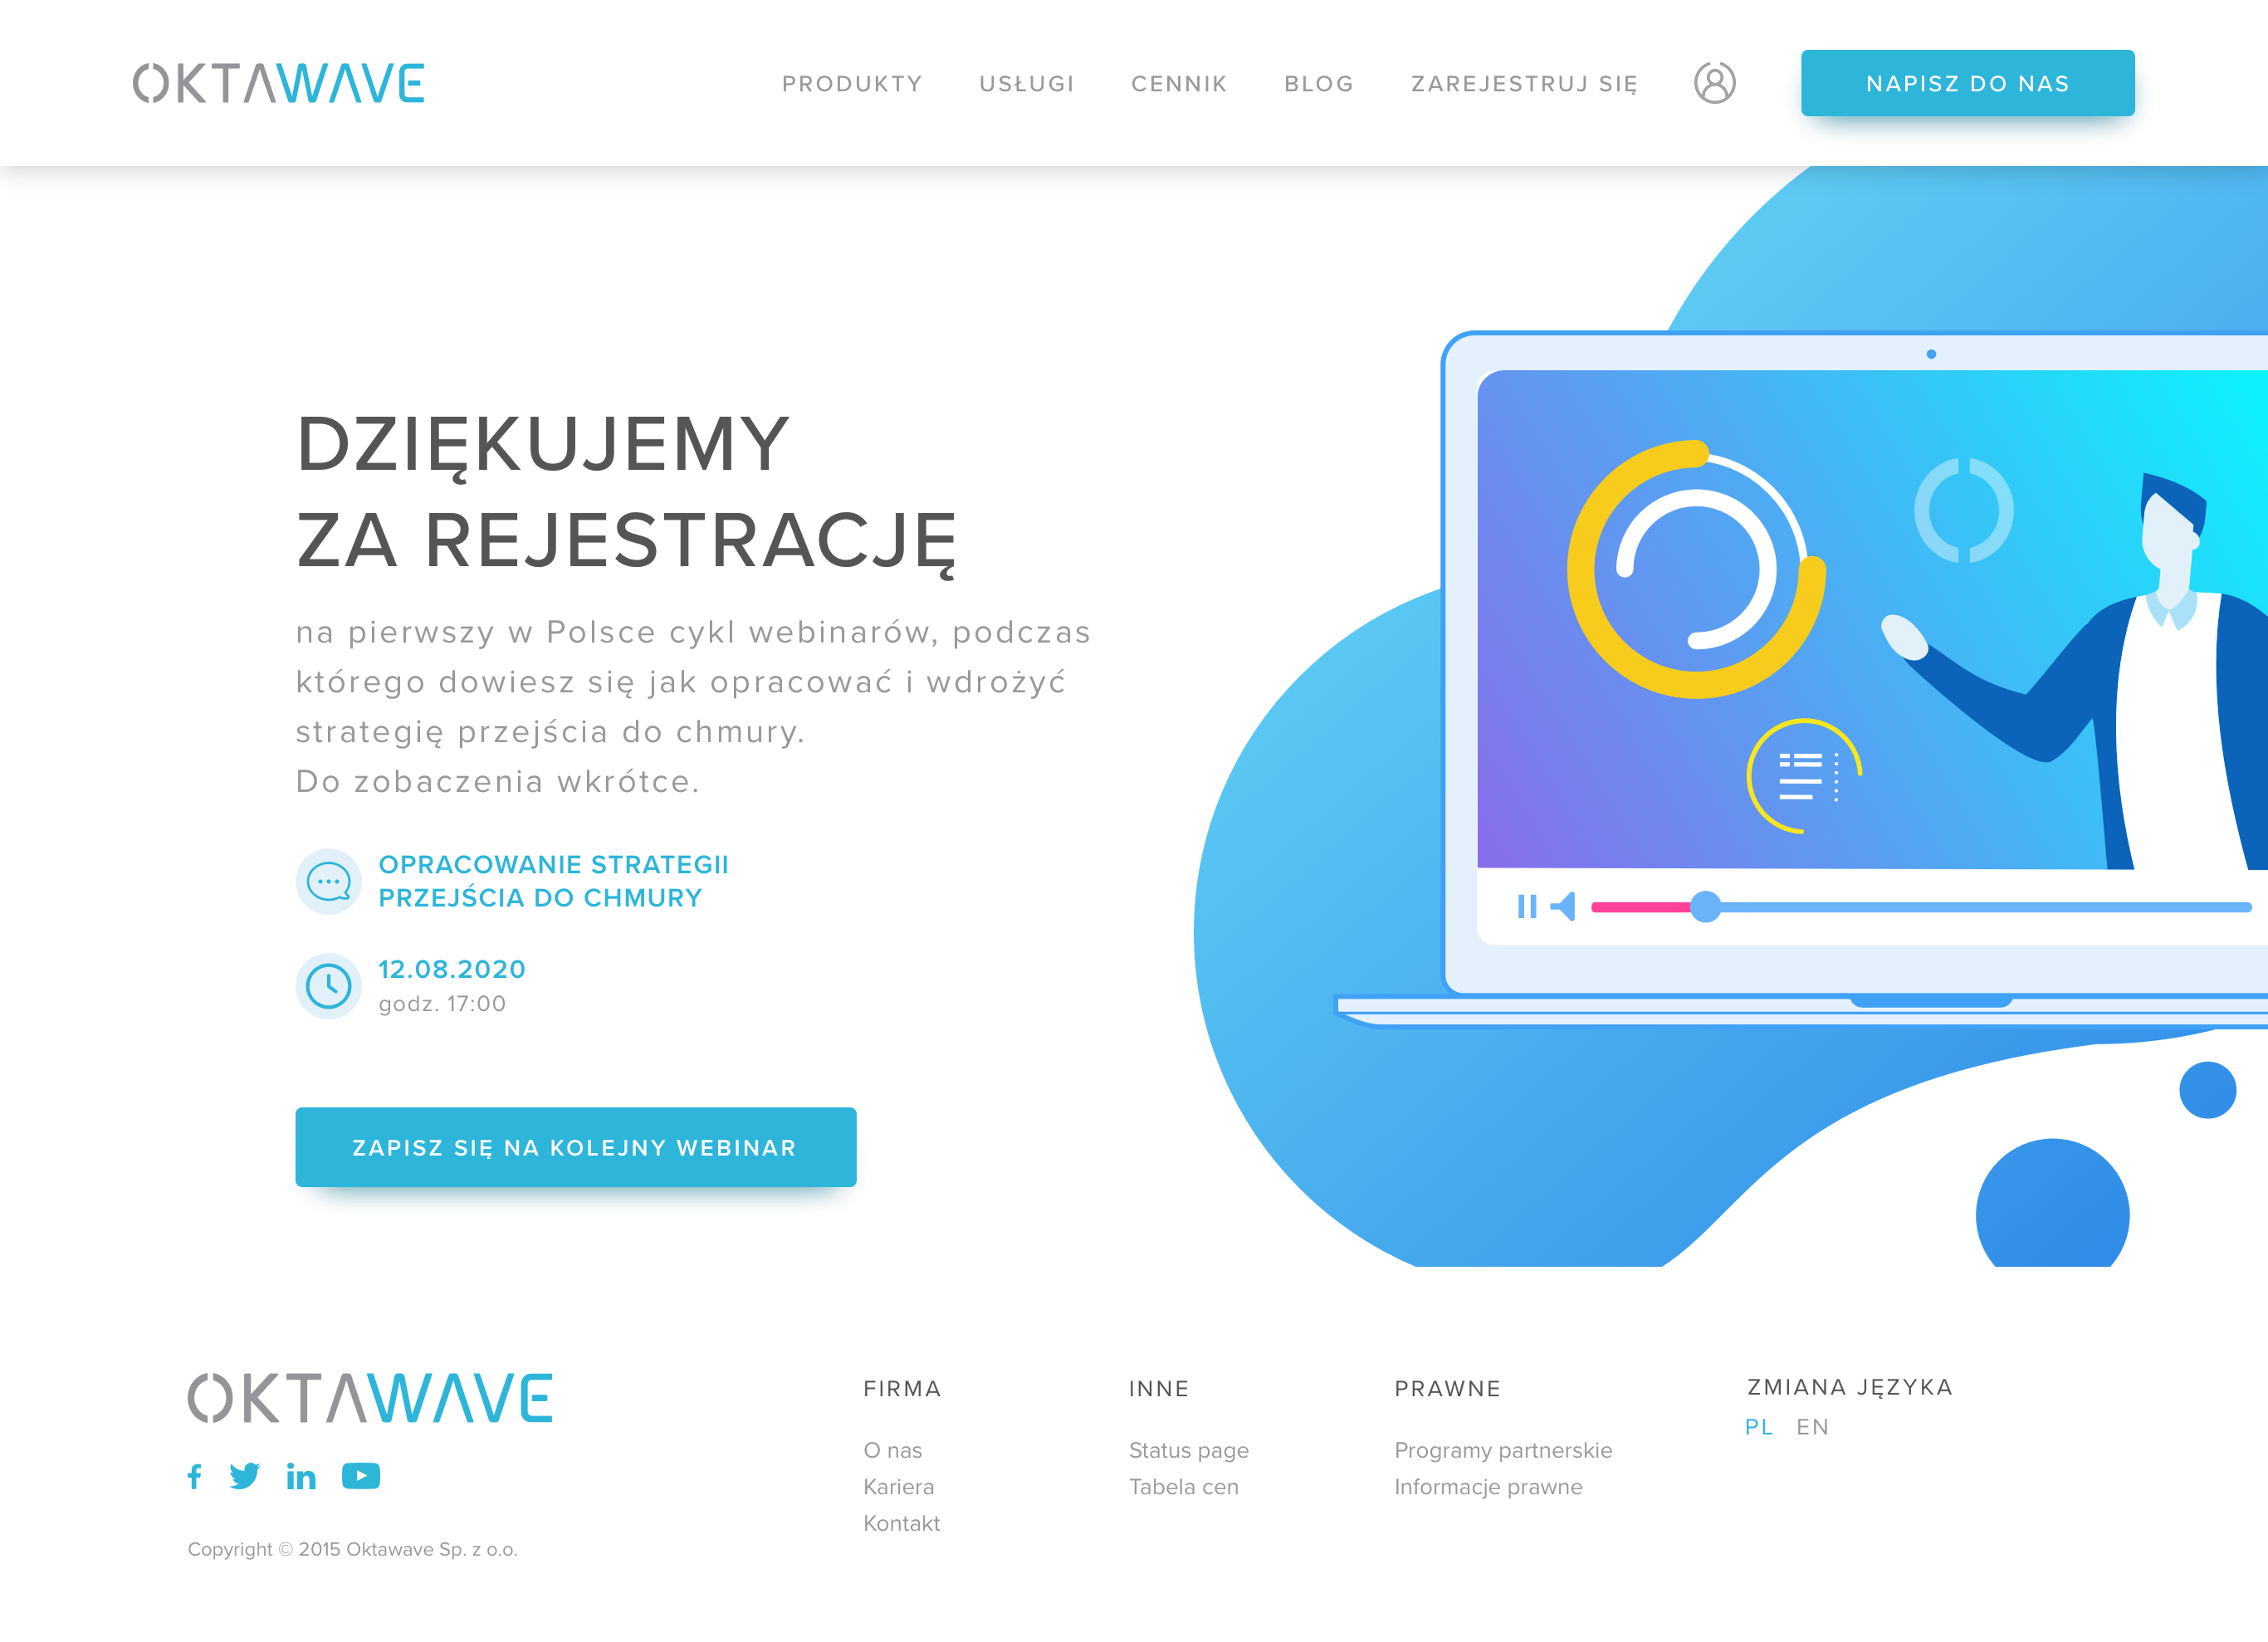 OKTAWAVE
PRODUKTY
USŁUGI
CENNIK
BLOG
ZAREJESTRUJ SIĘ
NAPISZ DO NAS
DZIĘKUJEMY
ZA REJESTRACJĘ
na pierwszy w Polsce cykl webinarów, podczas
którego dowiesz się jak opracować i wdrożyć
strategię przejścia do chmury.
Do zobaczenia wkrótce.
OPRACOWANIE STRATEGII
PRZEJŚCIA DO CHMURY
12.08.2020
godz. 17:00
ZAPISZ SIĘ NA KOLEJNY WEBINAR
OKTAWAVE
Copyright © 2015 Oktawave Sp. z o.o.
FIRMA
O nas
Kariera
Kontakt
INNE
Status page
Tabela cen
PRAWNE
Programy partnerskie
Informacje prawne
ZMIANA JĘZYKA
PL EN